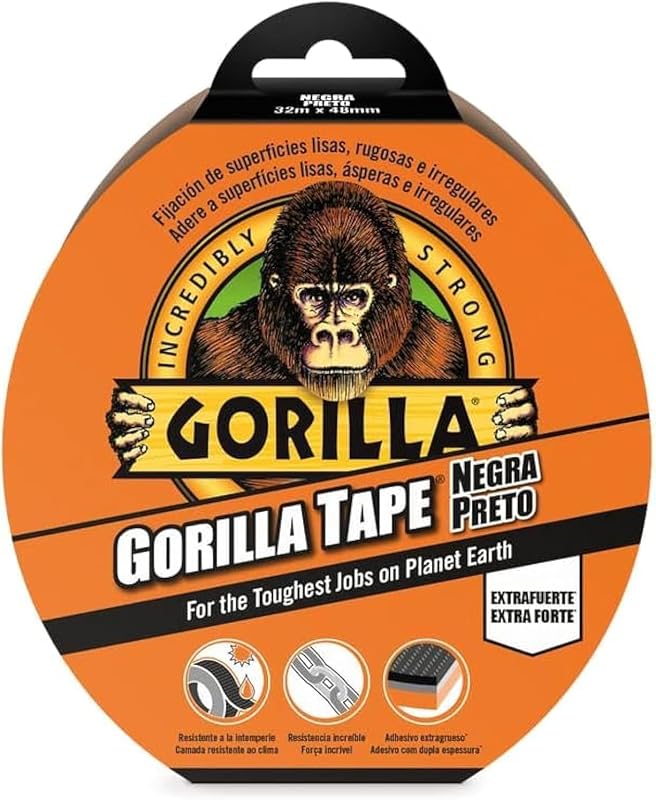 NEGRA
PRETO
32m x 48mm
Fijación de superficies lisas, rugosas e irregulares
Adere a superfícies lisas, ásperas e irregulares
INCREDIBLY STRONG
GORILLA®
GORILLA TAPE® NEGRA
PRETO
For the Toughest Jobs on Planet Earth
EXTRAFUERTE*
EXTRA FORTE*
Resistente a la intemperie
Camada resistente ao clima
Resistencia increíble
Força incrível
Adhesivo extragrueso*
Adesivo com dupla espessura*